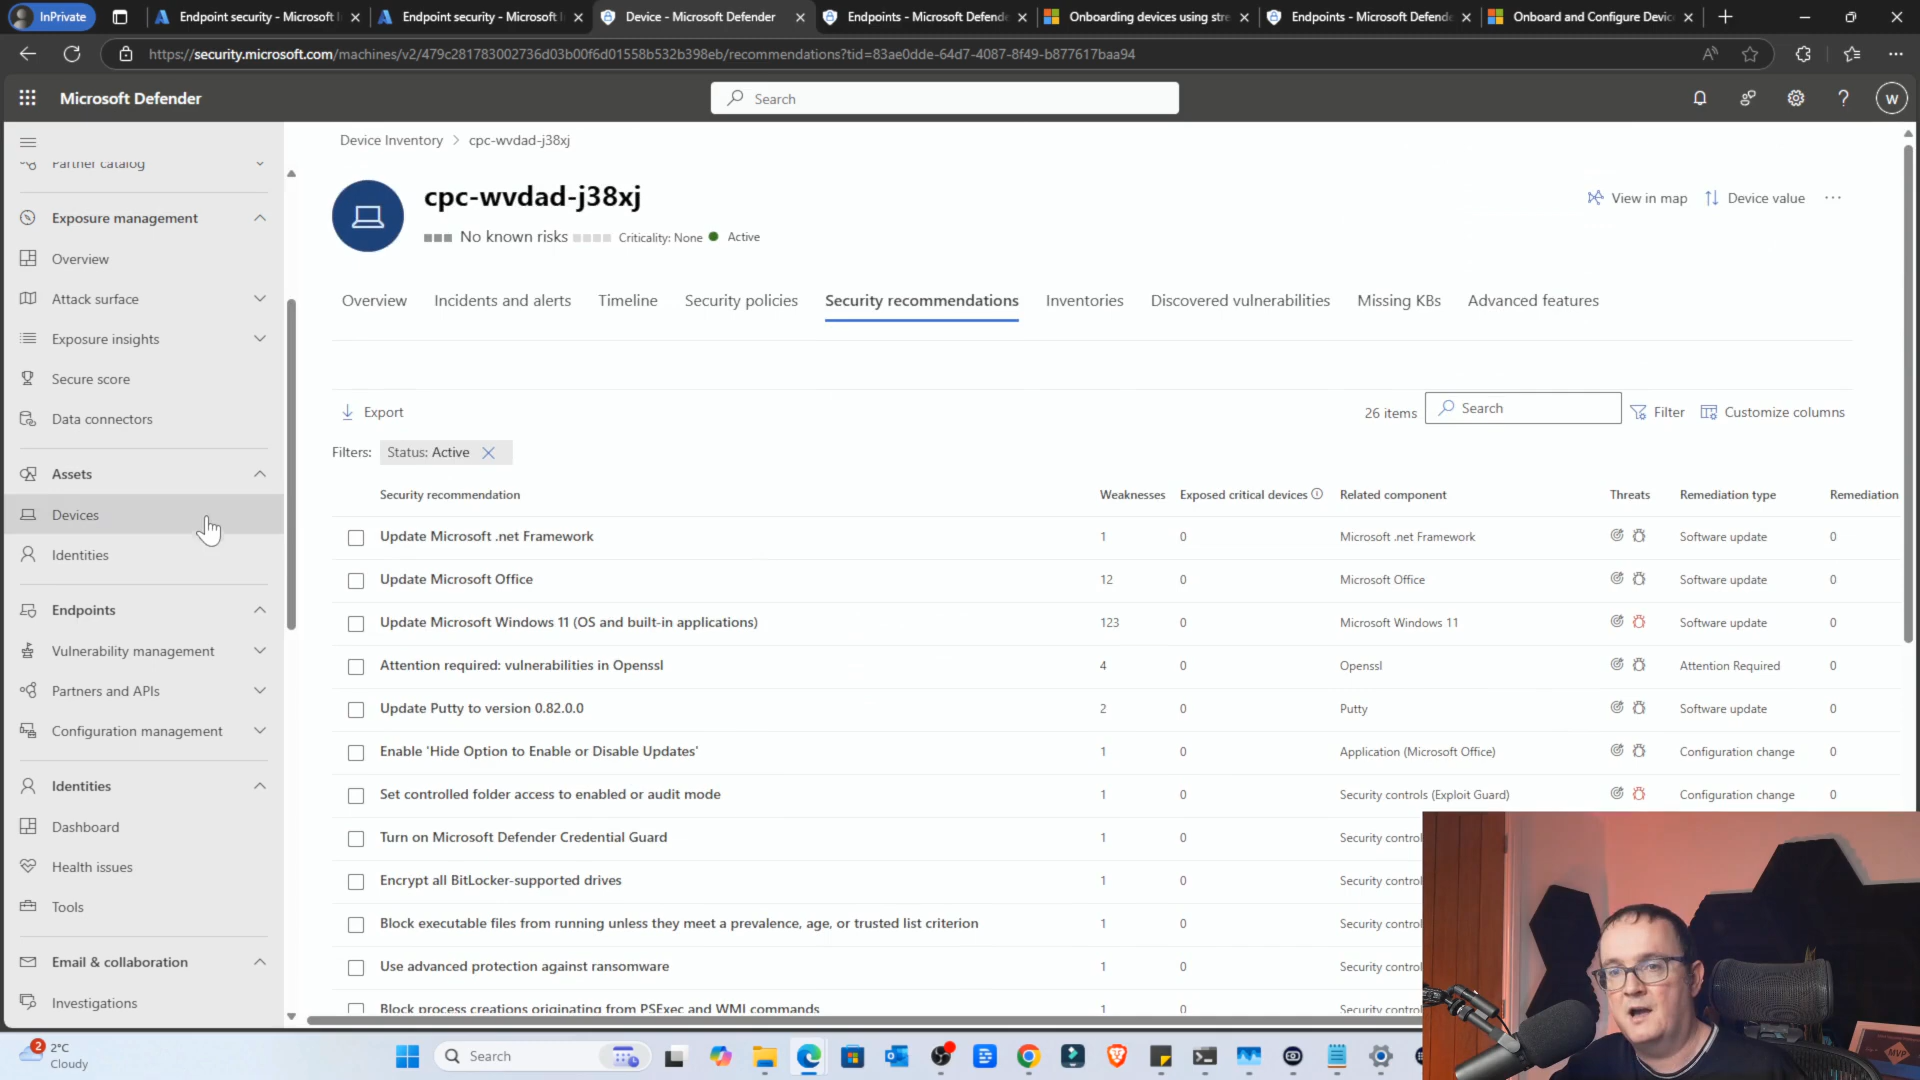 InPrivate
Endpoint security - Microsoft I
Endpoint security - Microsoft I
Device - Microsoft Defender
Endpoints - Microsoft Defende
Onboarding devices using stre
Endpoints - Microsoft Defende
Onboard and Configure Devic
https://security.microsoft.com/machines/v2/479c281783002736d03b00f6d01558b532b398eb/recommendations?tid=83ae0dde-64d7-4087-8f49-b877617baa94
Microsoft Defender
Search
W
Partner catalog
Exposure management
Overview
Attack surface
Exposure insights
Secure score
Data connectors
Assets
Devices
Identities
Endpoints
Vulnerability management
Partners and APIs
Configuration management
Identities
Dashboard
Health issues
Tools
Email & collaboration
Investigations
Device Inventory > cpc-wvdad-j38xj
cpc-wvdad-j38xj
No known risks Criticality: None Active
View in map Device value ...
Overview Incidents and alerts Timeline Security policies Security recommendations Inventories Discovered vulnerabilities Missing KBs Advanced features
Export 26 items Search Filter Customize columns
Filters: Status: Active
Security recommendation Weaknesses Exposed critical devices Related component Threats Remediation type Remediation
Update Microsoft .net Framework 1 0 Microsoft .net Framework Software update 0
Update Microsoft Office 12 0 Microsoft Office Software update 0
Update Microsoft Windows 11 (OS and built-in applications) 123 0 Microsoft Windows 11 Software update 0
Attention required: vulnerabilities in Openssl 4 0 Openssl Attention Required 0
Update Putty to version 0.82.0.0 2 0 Putty Software update 0
Enable 'Hide Option to Enable or Disable Updates' 1 0 Application (Microsoft Office) Configuration change 0
Set controlled folder access to enabled or audit mode 1 0 Security controls (Exploit Guard) Configuration change 0
Turn on Microsoft Defender Credential Guard 1 0 Security control
Encrypt all BitLocker-supported drives 1 0 Security control
Block executable files from running unless they meet a prevalence, age, or trusted list criterion 1 0 Security control
Use advanced protection against ransomware 1 0 Security control
Block process creations originating from PSExec and WMI commands 1 0 Security control
MVP
2
2°C
Cloudy
Search